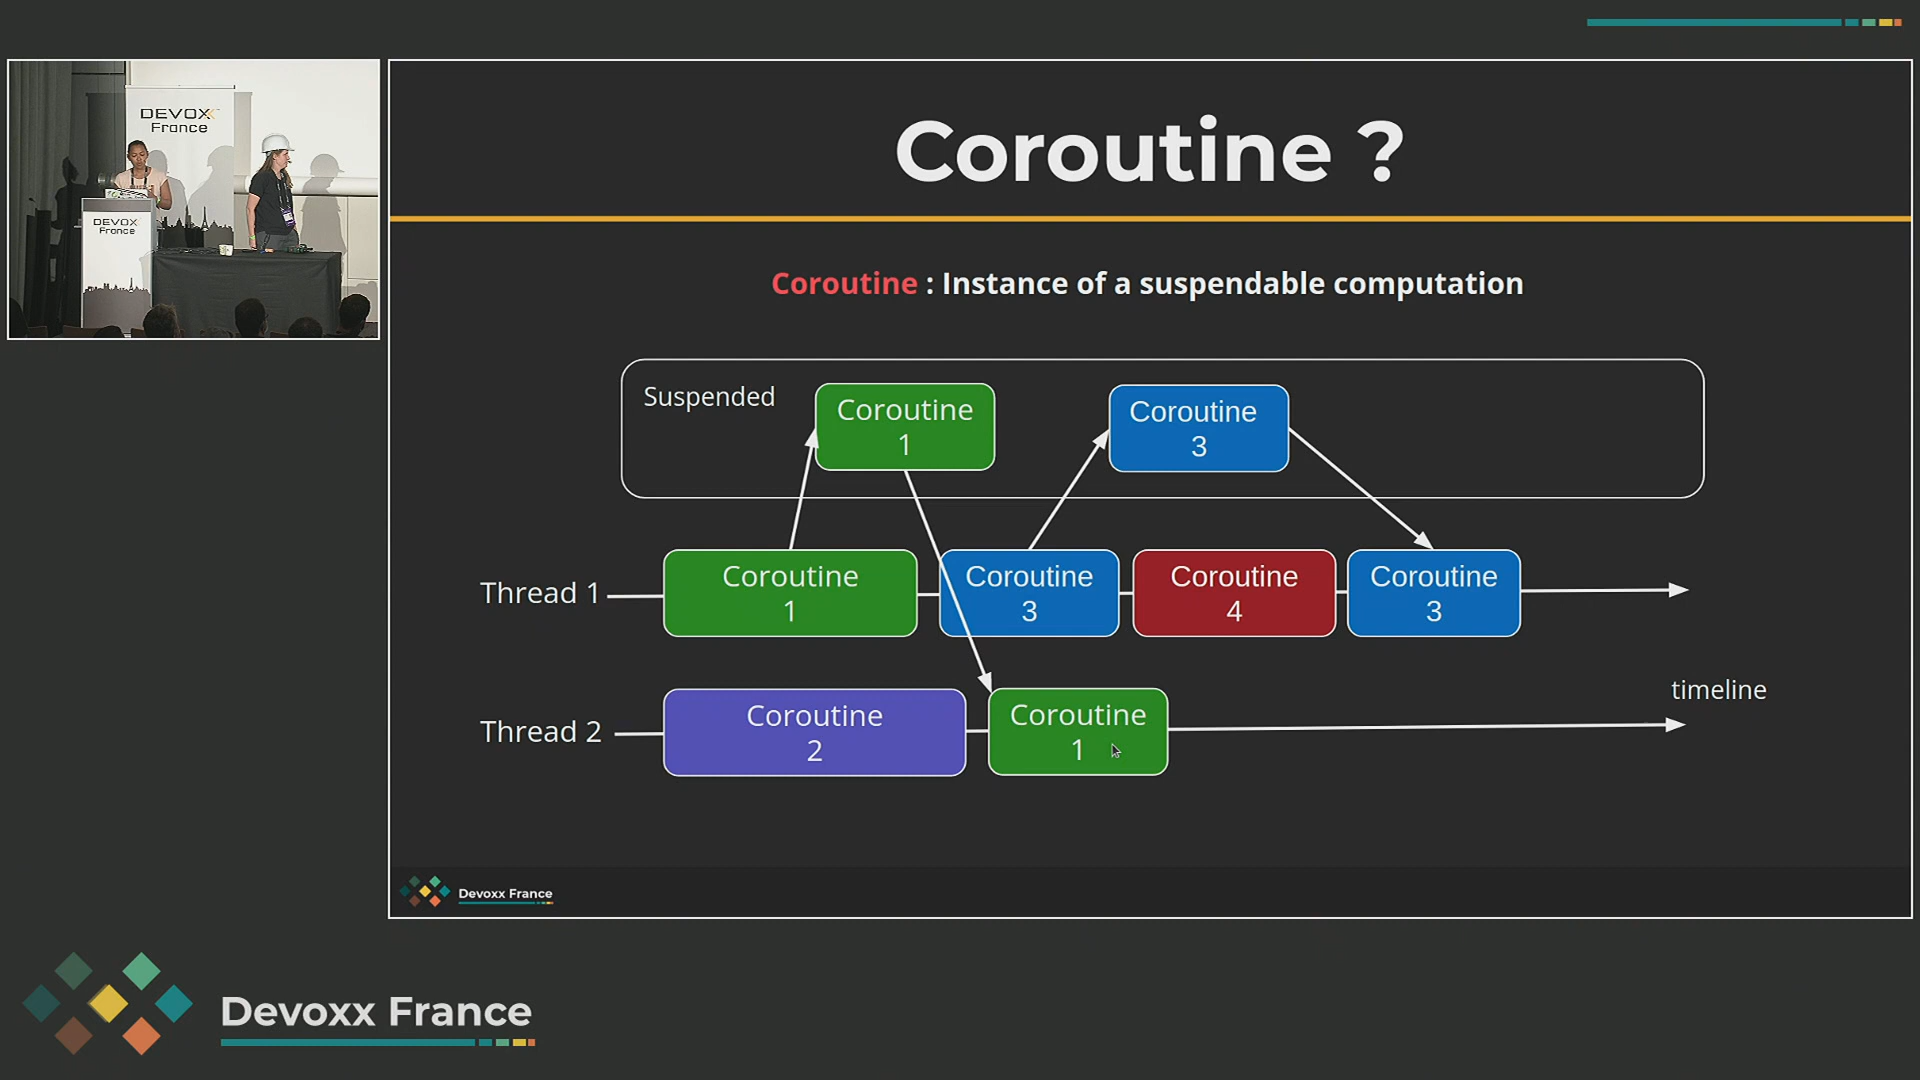 DEVOXX
France
DEVOX
France
Coroutine ?
Coroutine : Instance of a suspendable computation
Suspended
Coroutine
1
Coroutine
3
Thread 1
Coroutine
1
Coroutine
3
Coroutine
4
Coroutine
3
timeline
Thread 2
Coroutine
2
Coroutine
1
Devoxx France
Devoxx France